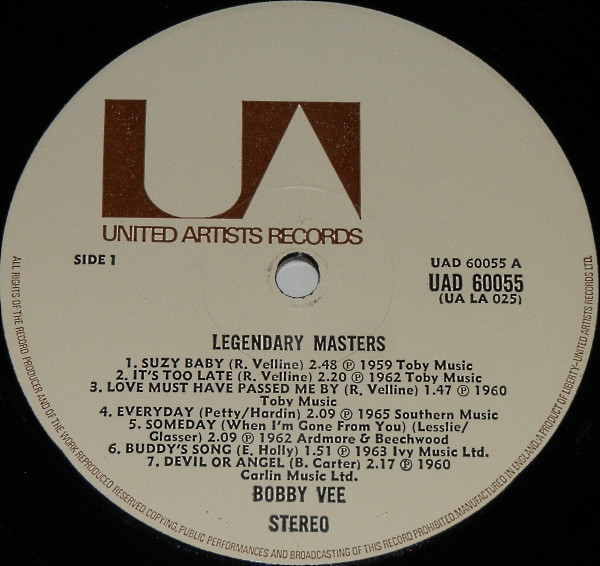 UA
UNITED ARTISTS RECORDS
SIDE 1
UAD 60055 A
UAD 60055
(UA LA 025)
LEGENDARY MASTERS
1. SUZY BABY (R. Velline) 2.48 ℗ 1959 Toby Music
2. IT'S TOO LATE (R. Velline) 2.20 ℗ 1962 Toby Music
3. LOVE MUST HAVE PASSED ME BY (R. Velline) 1.47 ℗ 1960
Toby Music
4. EVERYDAY (Petty/Hardin) 2.09 ℗ 1965 Southern Music
5. SOMEDAY (When I'm Gone From You) (Lesslie/
Glasser) 2.09 ℗ 1962 Ardmore & Beechwood
6. BUDDY'S SONG (E. Holly) 1.51 ℗ 1963 Ivy Music Ltd.
7. DEVIL OR ANGEL (B. Carter) 2.17 ℗ 1960
Carlin Music Ltd.
BOBBY VEE
STEREO
ALL RIGHTS OF THE RECORD PRODUCER AND OF THE WORK REPRODUCED RESERVED. COPYING, PUBLIC PERFORMANCES AND BROADCASTING OF THIS RECORD PROHIBITED. MANUFACTURED IN ENGLAND. A PRODUCT OF LIBERTY-UNITED ARTISTS RECORDS LTD.